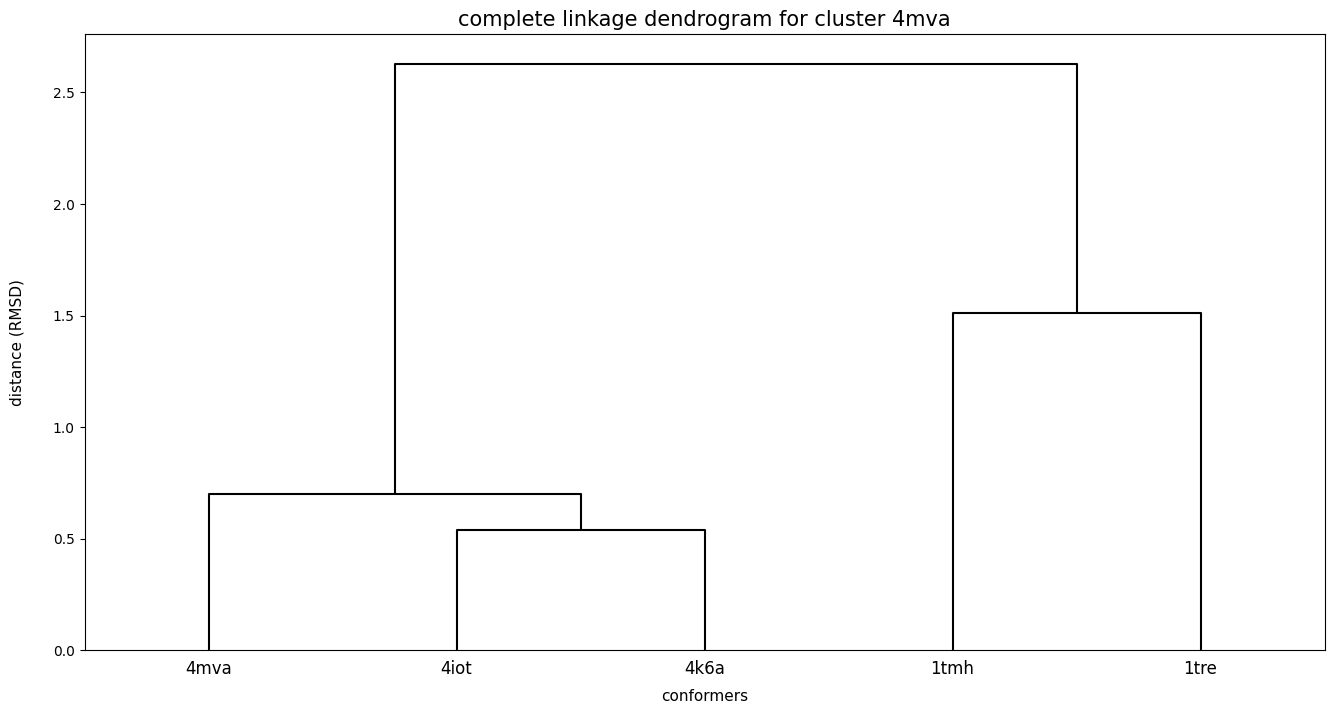 complete linkage dendrogram for cluster 4mva
2.5
2.0
1.5
1.0
0.5
0.0
distance (RMSD)
4mva 4iot 4k6a 1tmh 1tre
conformers